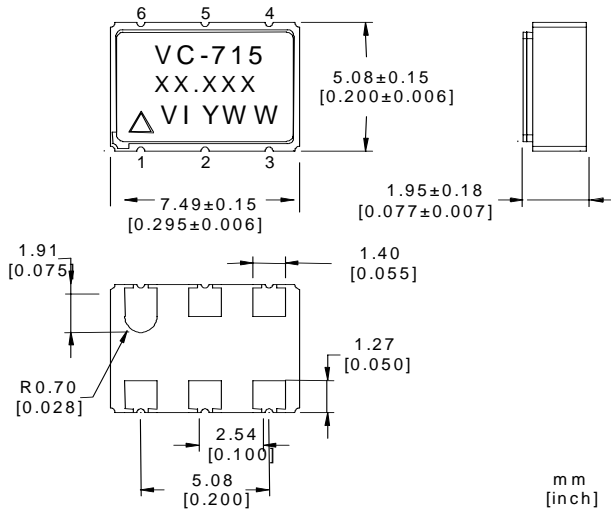 6 5 4
VC-715
XX.XXX
VI YWW
1 2 3
5.08±0.15
[0.200±0.006]
7.49±0.15
[0.295±0.006]
1.95±0.18
[0.077±0.007]
1.91
[0.075]
1.40
[0.055]
1.27
[0.050]
R0.70
[0.028]
2.54
[0.100]
5.08
[0.200]
mm
[inch]